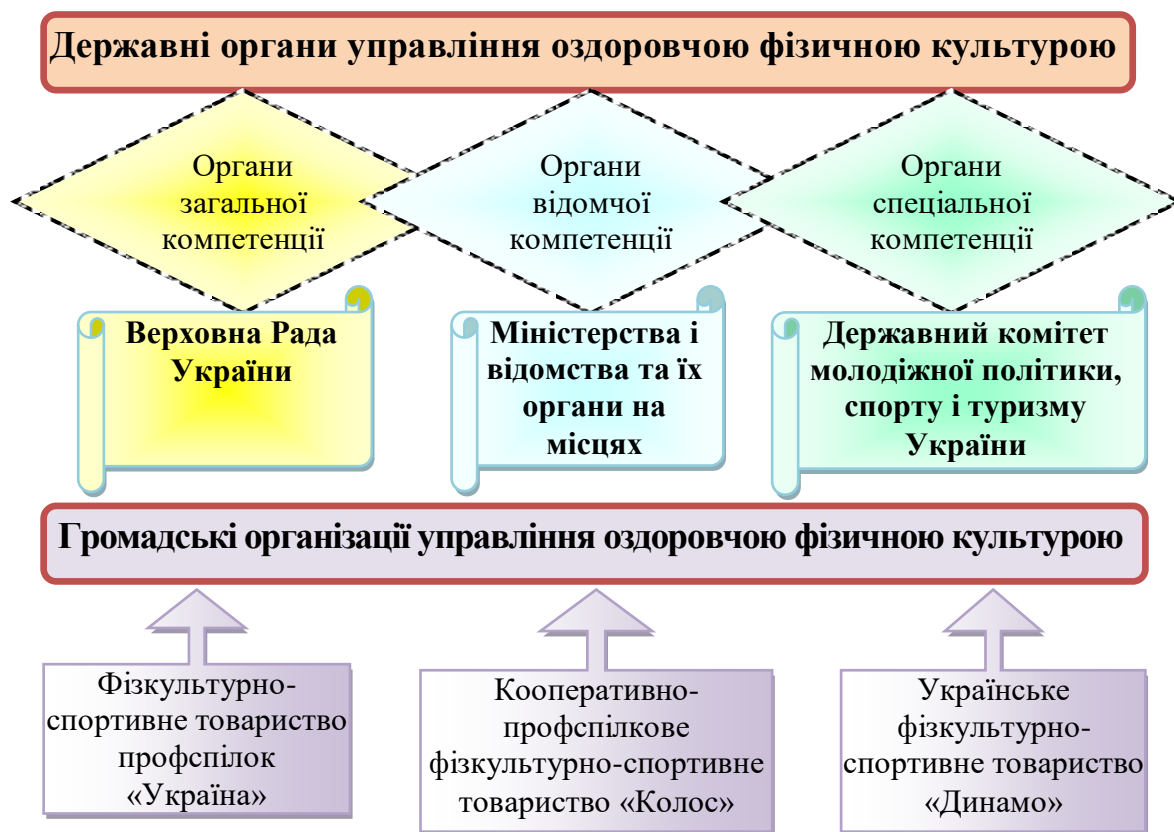 Державні органи управління оздоровчою фізичною культурою
Органи
загальної
компетенції
Органи
відомчої
компетенції
Органи
спеціальної
компетенції
Верховна Рада
України
Міністерства і
відомства та їх
органи на
місцях
Державний комітет
молодіжної політики,
спорту і туризму
України
Громадські організації управління оздоровчою фізичною культурою
Фізкультурно-
спортивне товариство
профспілок
«Україна»
Кооперативно-
профспілкове
фізкультурно-спортивне
товариство «Колос»
Українське
фізкультурно-
спортивне товариство
«Динамо»